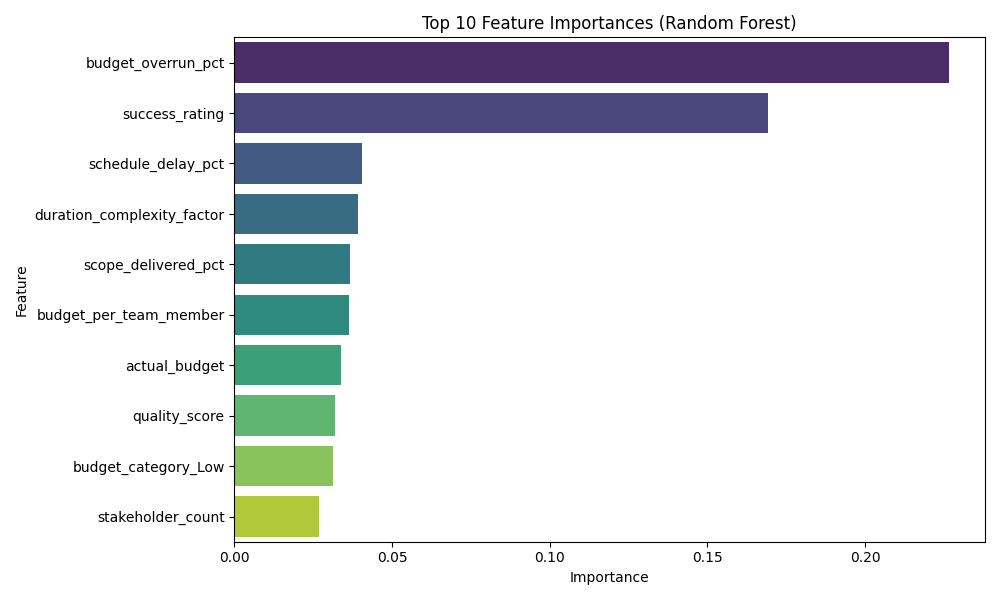 Top 10 Feature Importances (Random Forest)
Feature
budget_overrun_pct
success_rating
schedule_delay_pct
duration_complexity_factor
scope_delivered_pct
budget_per_team_member
actual_budget
quality_score
budget_category_Low
stakeholder_count
0.00 0.05 0.10 0.15 0.20
Importance